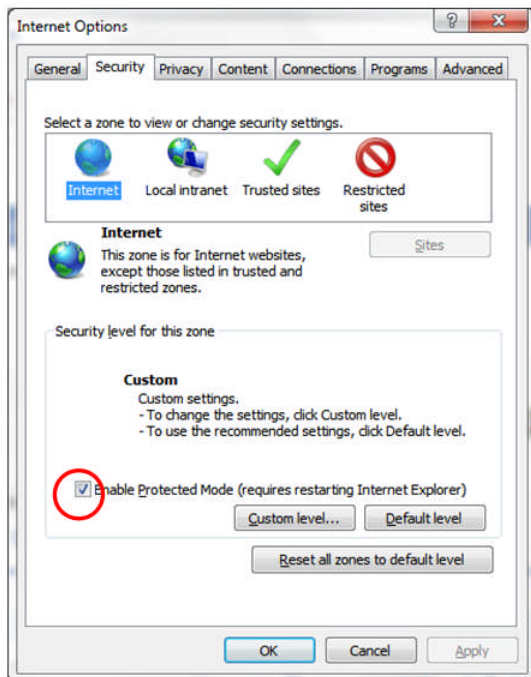 Internet Options
General Security Privacy Content Connections Programs Advanced
Select a zone to view or change security settings.
Internet Local intranet Trusted sites Restricted
sites
Internet
Sites
This zone is for Internet websites,
except those listed in trusted and
restricted zones.
Security level for this zone
Custom
Custom settings.
- To change the settings, click Custom level.
- To use the recommended settings, click Default level.
Enable Protected Mode (requires restarting Internet Explorer)
Custom level... Default level
Reset all zones to default level
OK Cancel Apply